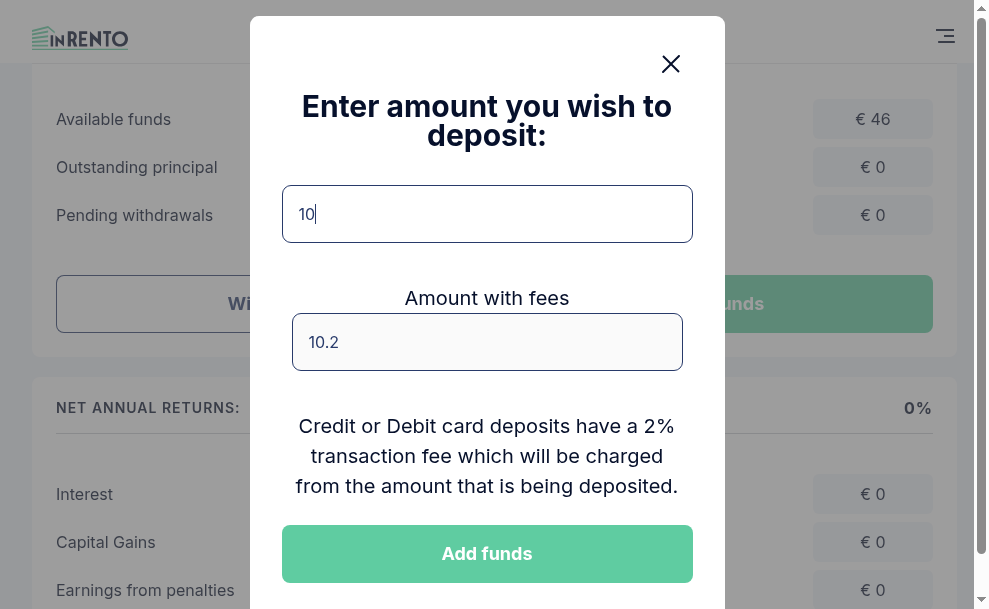 inRENTO
Enter amount you wish to
deposit:
10
Amount with fees
10.2
Credit or Debit card deposits have a 2%
transaction fee which will be charged
from the amount that is being deposited.
Add funds
Available funds € 46
Outstanding principal € 0
Pending withdrawals € 0
NET ANNUAL RETURNS: 0%
Interest € 0
Capital Gains € 0
Earnings from penalties € 0